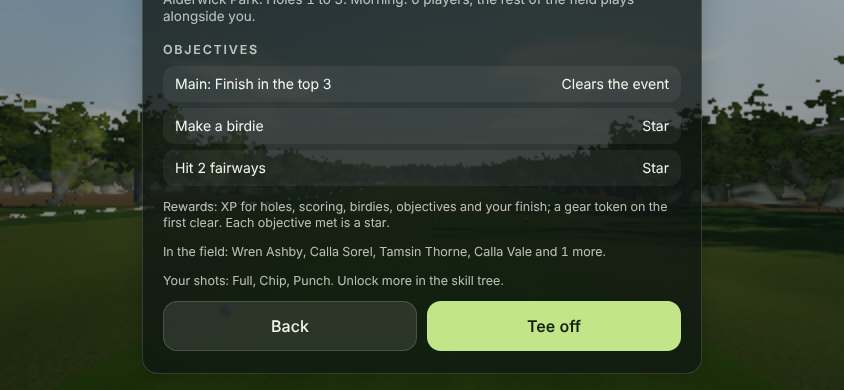 Alderwick Park. Holes 1 to 3. Morning. 6 players, the rest of the field plays
alongside you.
OBJECTIVES
Main: Finish in the top 3
Clears the event
Make a birdie
Star
Hit 2 fairways
Star
Rewards: XP for holes, scoring, birdies, objectives and your finish; a gear token on the
first clear. Each objective met is a star.
In the field: Wren Ashby, Calla Sorel, Tamsin Thorne, Calla Vale and 1 more.
Your shots: Full, Chip, Punch. Unlock more in the skill tree.
Back
Tee off